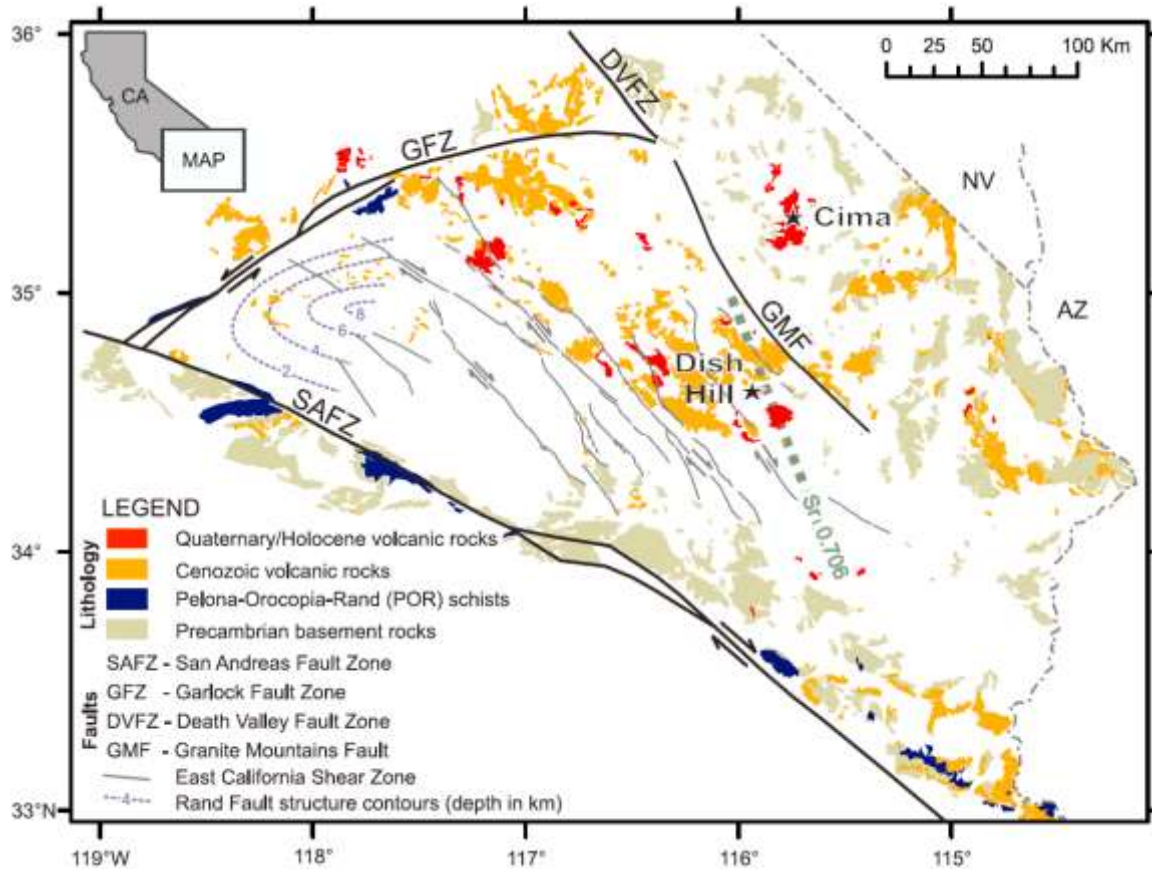 36°
35°
34°
33°N
119°W
118°
117°
116°
115°
CA
MAP
0 25 50 100 Km
DVFZ
GFZ
NV
Cima
AZ
8
6
4
2
GMF
Dish
Hill
SAFZ
Sri 0.706
LEGEND
Lithology
Quaternary/Holocene volcanic rocks
Cenozoic volcanic rocks
Pelona-Orocopia-Rand (POR) schists
Precambrian basement rocks
Faults
SAFZ - San Andreas Fault Zone
GFZ - Garlock Fault Zone
DVFZ - Death Valley Fault Zone
GMF - Granite Mountains Fault
East California Shear Zone
4 Rand Fault structure contours (depth in km)